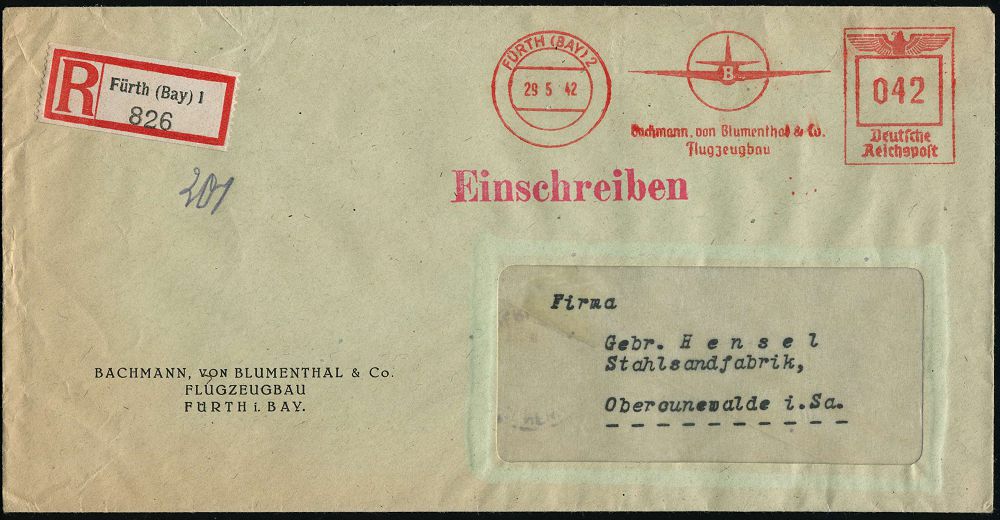 R
Fürth (Bay) 1
826
FÜRTH (BAY) 2
29 5 42
B
Bachmann, von Blumenthal & Co.
Flugzeugbau
042
Deutsche
Reichspost
Einschreiben
201
Firma
Gebr. Hensel
Stahlsandfabrik,
Oberounewalde i.Sa.
BACHMANN, VON BLUMENTHAL & Co.
FLUGZEUGBAU
FÜRTH i. BAY.